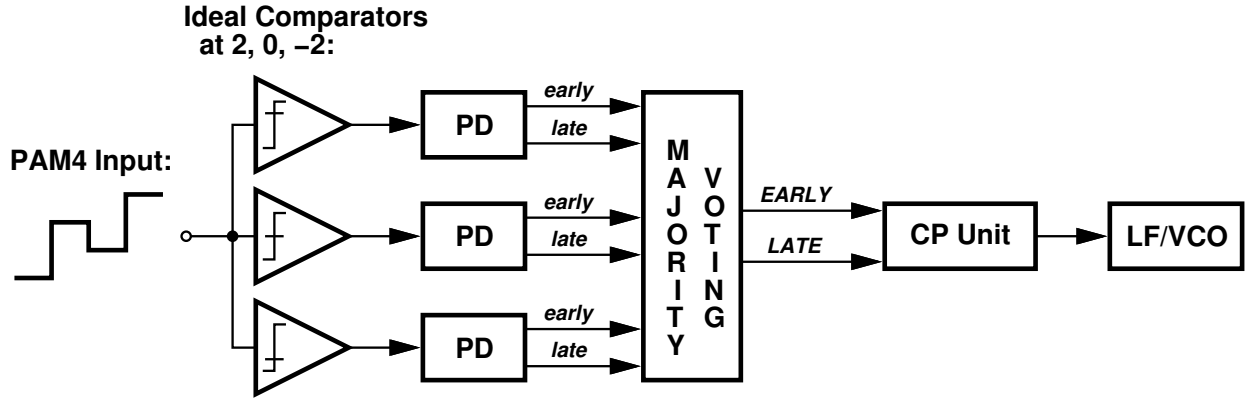 Ideal Comparators
at 2, 0, −2:
PAM4 Input:
PD
early
late
PD
early
late
PD
early
late
MAJORITY
VOTING
EARLY
LATE
CP Unit
LF/VCO